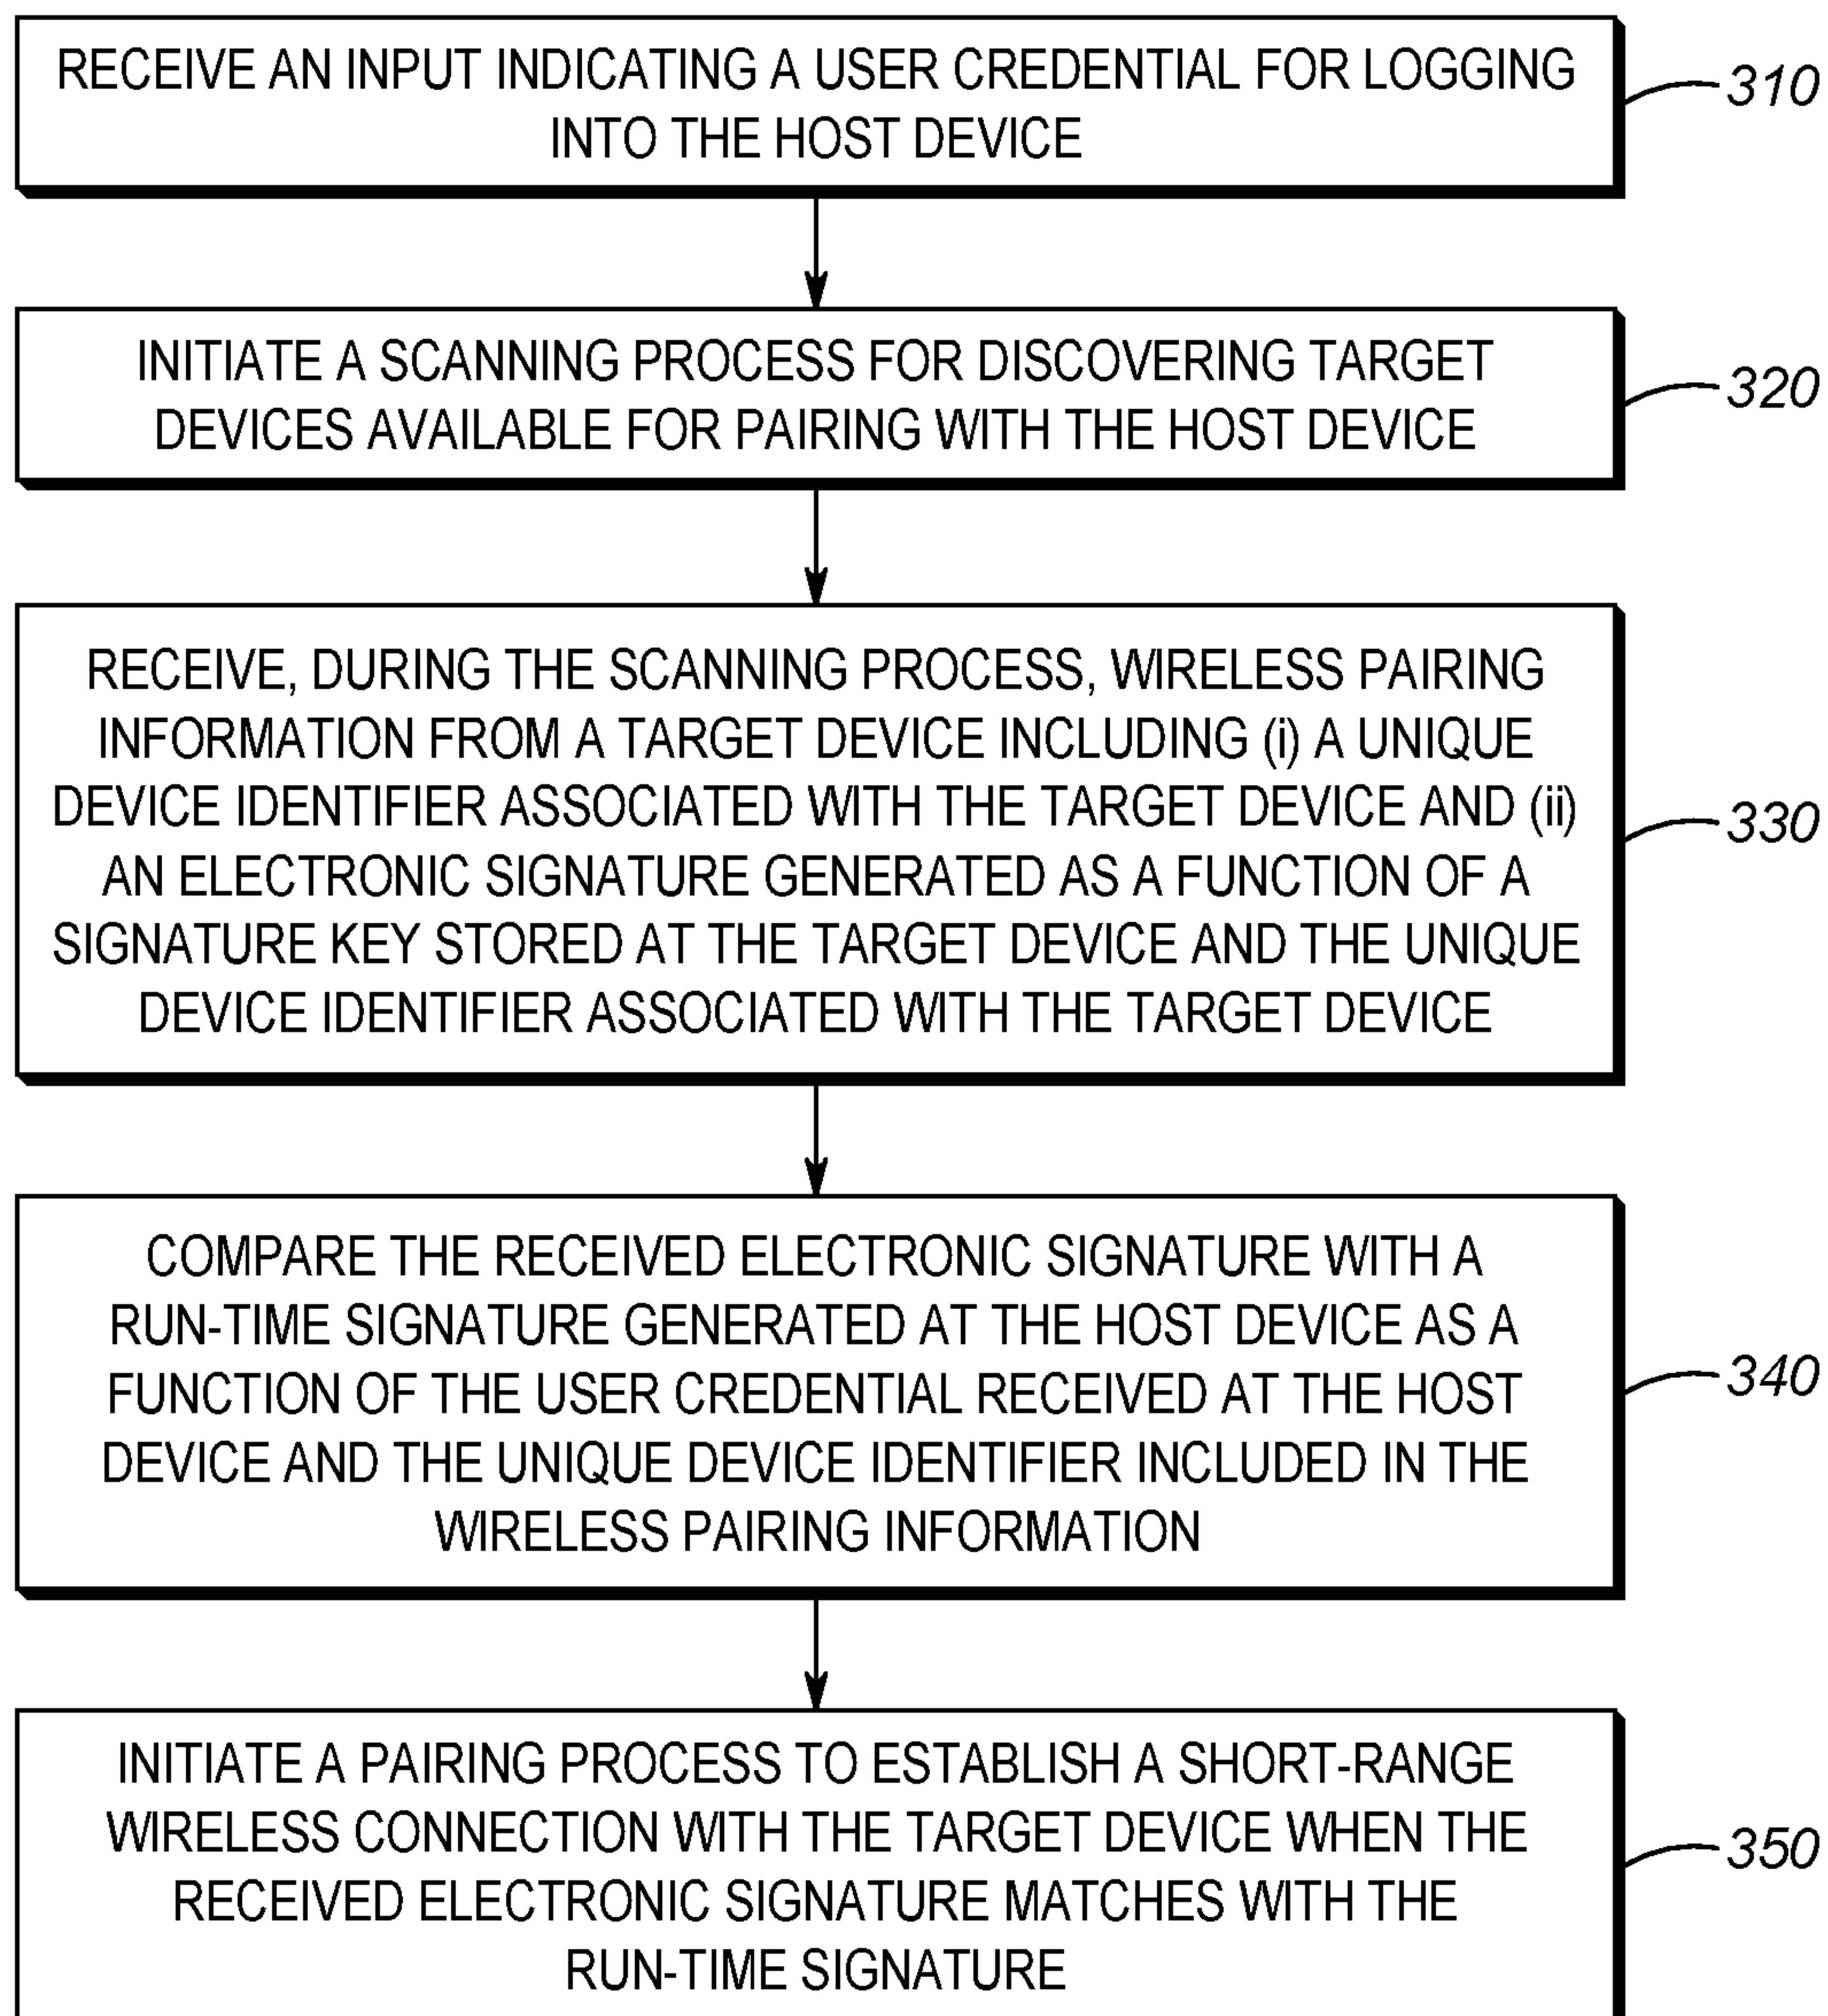 RECEIVE AN INPUT INDICATING A USER CREDENTIAL FOR LOGGING
INTO THE HOST DEVICE
310
INITIATE A SCANNING PROCESS FOR DISCOVERING TARGET
DEVICES AVAILABLE FOR PAIRING WITH THE HOST DEVICE
320
RECEIVE, DURING THE SCANNING PROCESS, WIRELESS PAIRING
INFORMATION FROM A TARGET DEVICE INCLUDING (i) A UNIQUE
DEVICE IDENTIFIER ASSOCIATED WITH THE TARGET DEVICE AND (ii)
AN ELECTRONIC SIGNATURE GENERATED AS A FUNCTION OF A
SIGNATURE KEY STORED AT THE TARGET DEVICE AND THE UNIQUE
DEVICE IDENTIFIER ASSOCIATED WITH THE TARGET DEVICE
330
COMPARE THE RECEIVED ELECTRONIC SIGNATURE WITH A
RUN-TIME SIGNATURE GENERATED AT THE HOST DEVICE AS A
FUNCTION OF THE USER CREDENTIAL RECEIVED AT THE HOST
DEVICE AND THE UNIQUE DEVICE IDENTIFIER INCLUDED IN THE
WIRELESS PAIRING INFORMATION
340
INITIATE A PAIRING PROCESS TO ESTABLISH A SHORT-RANGE
WIRELESS CONNECTION WITH THE TARGET DEVICE WHEN THE
RECEIVED ELECTRONIC SIGNATURE MATCHES WITH THE
RUN-TIME SIGNATURE
350